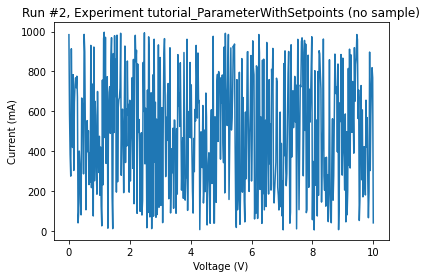 Run #2, Experiment tutorial_ParameterWithSetpoints (no sample)
1000
800
600
400
200
0
Current (mA)
0 2 4 6 8 10
Voltage (V)